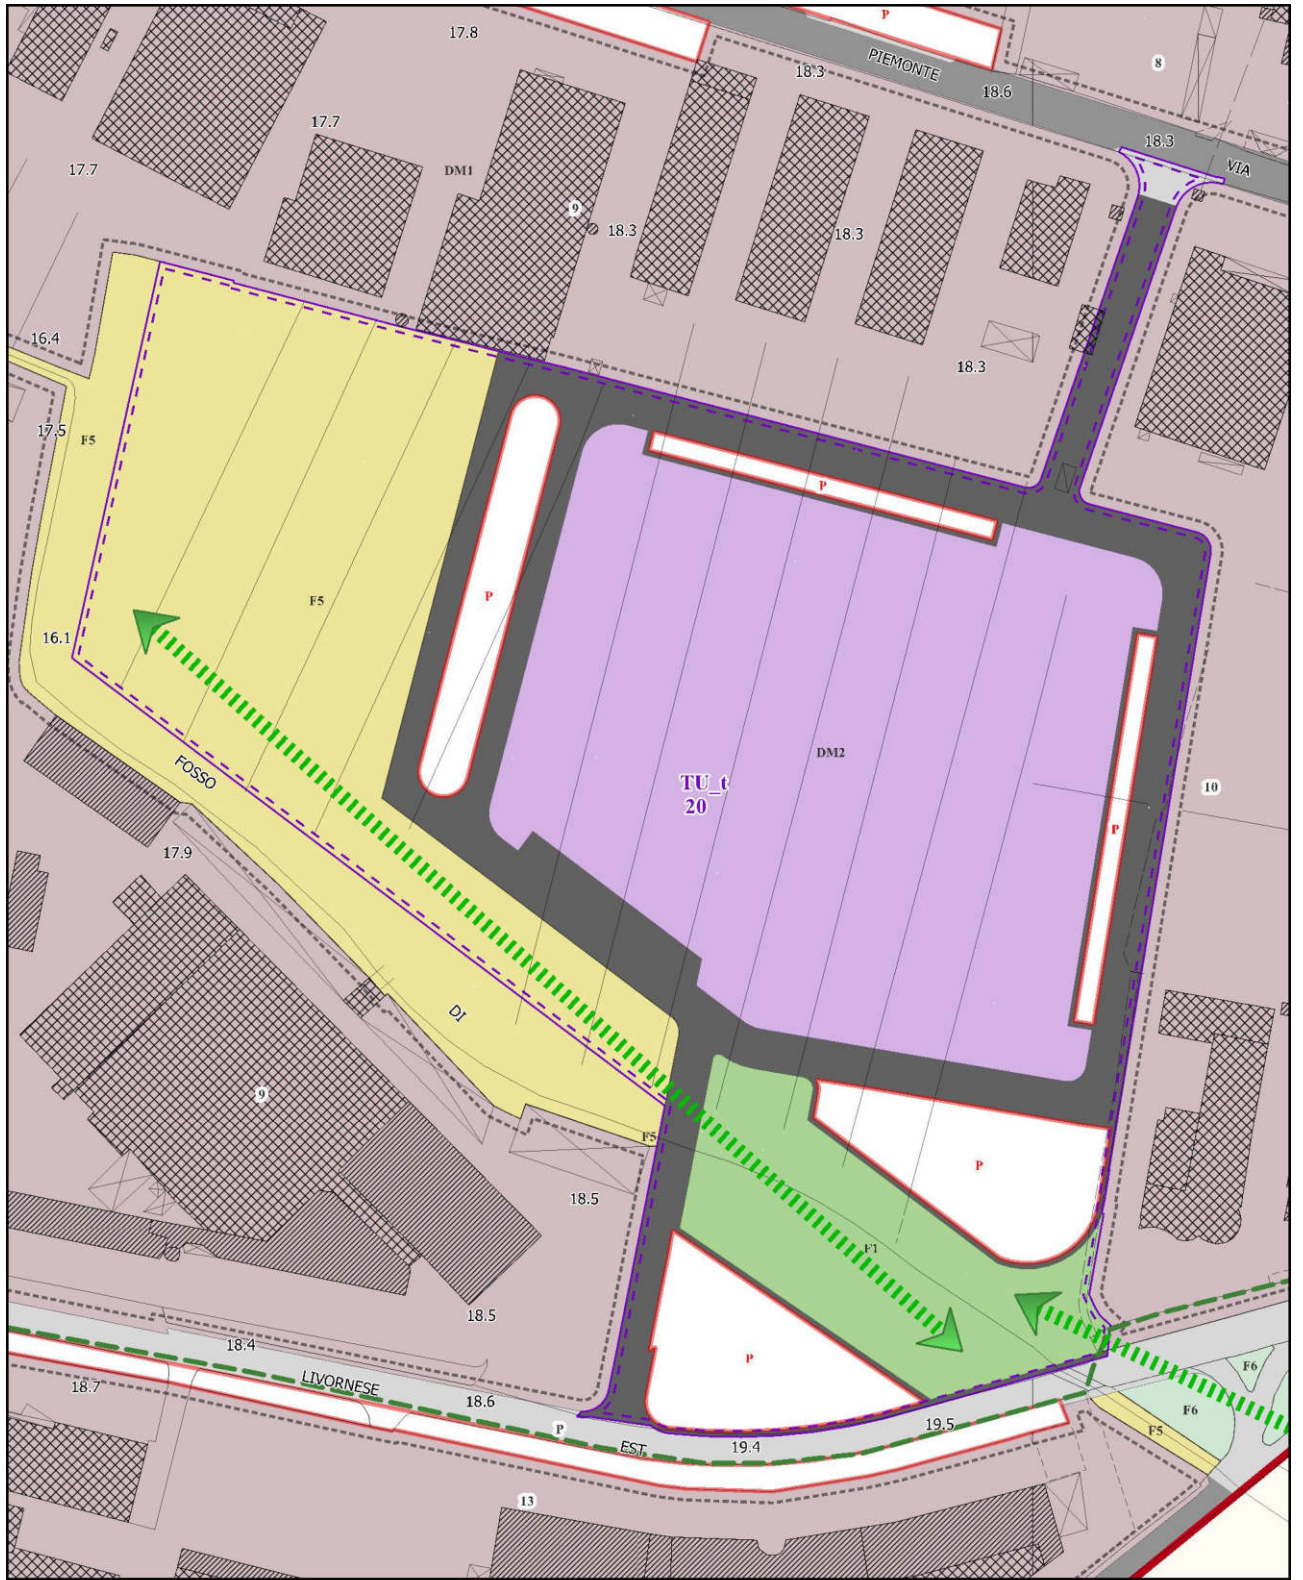 P
17.8
PIEMONTE
18.3
8
18.6
17.7
18.3
17.7
DM1
VIA
9
18.3
18.3
16.4
18.3
17.5
F5
P
F5
P
16.1
DM2
FOSSO
TU_t
20
10
P
17.9
DI
9
F5
P
18.5
F1
18.5
18.4
P
F6
LIVORNESE
18.7
18.6
F6
P
19.5
F5
EST
19.4
13